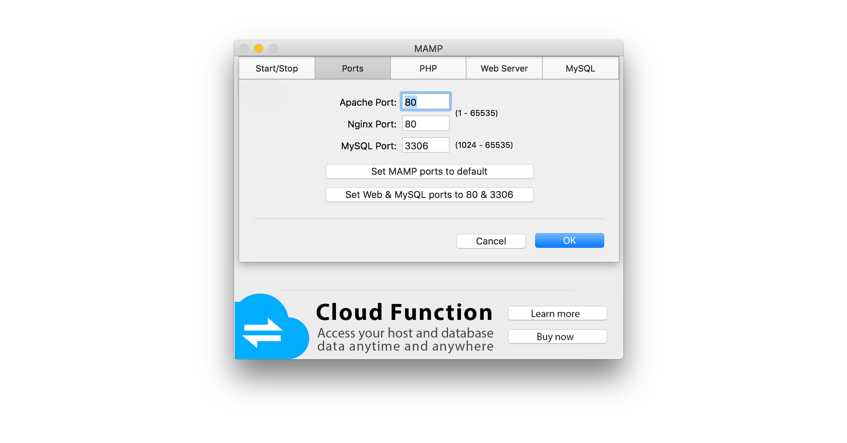 MAMP
Start/Stop Ports PHP Web Server MySQL
Apache Port: 80
(1 - 65535)
Nginx Port: 80
MySQL Port: 3306 (1024 - 65535)
Set MAMP ports to default
Set Web & MySQL ports to 80 & 3306
Cancel OK
Cloud Function
Learn more
Access your host and database
data anytime and anywhere
Buy now